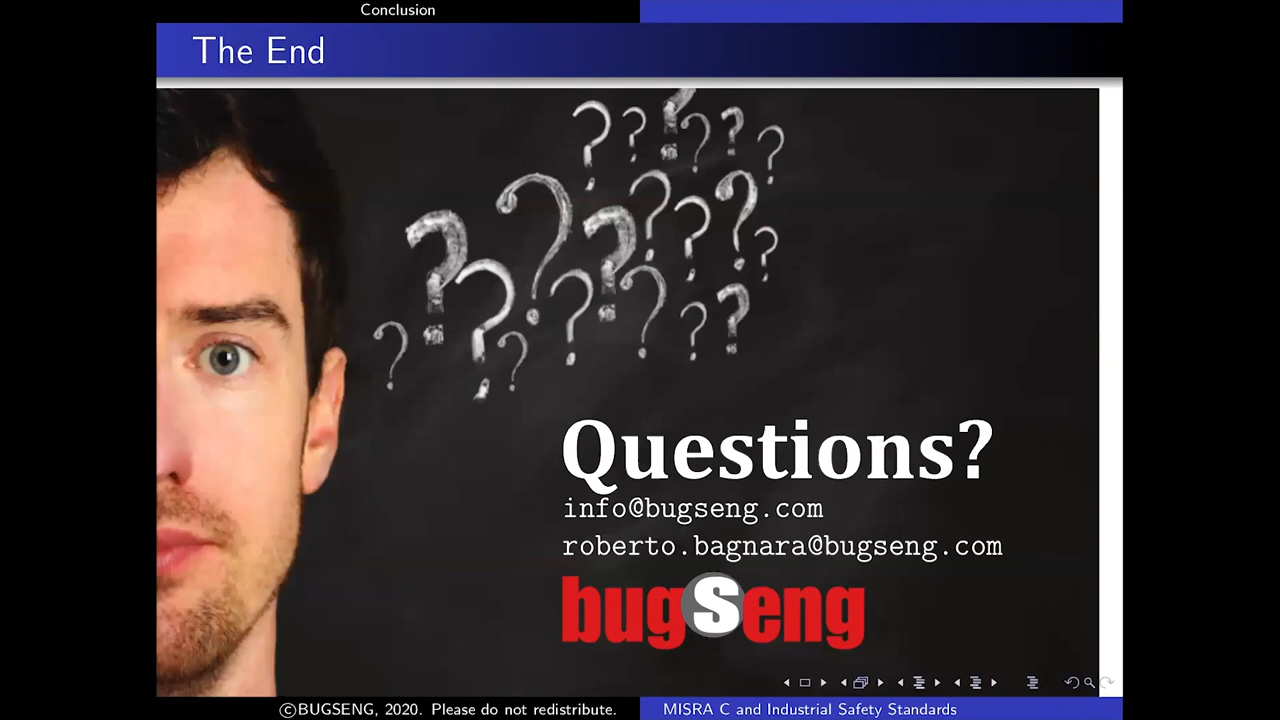 Conclusion
The End
Questions?
info@bugseng.com
roberto.bagnara@bugseng.com
bugSeng
©BUGSENG, 2020. Please do not redistribute.
MISRA C and Industrial Safety Standards